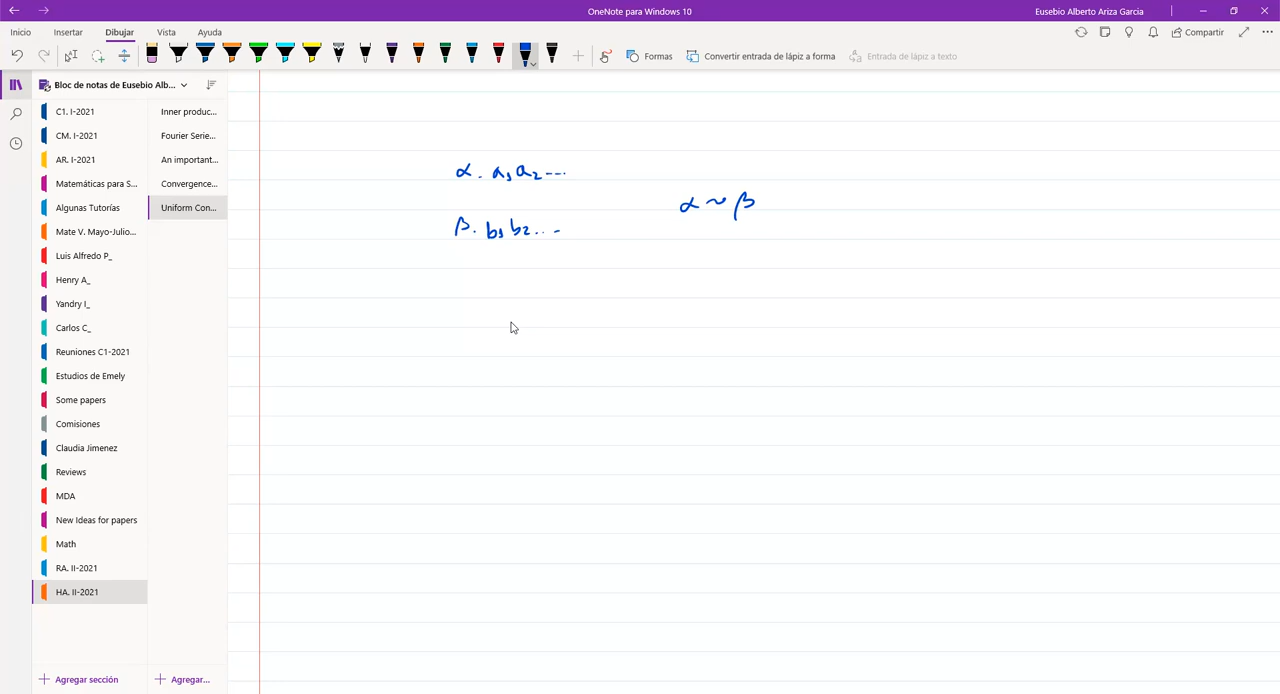 OneNote para Windows 10
Eusebio Alberto Ariza Garcia
Inicio Insertar Dibujar Vista Ayuda
Compartir
Formas Convertir entrada de lápiz a forma Entrada de lápiz a texto
Bloc de notas de Eusebio Alb...
C1. I-2021
CM. I-2021
AR. I-2021
Matemáticas para S...
Algunas Tutorías
Mate V. Mayo-Julio...
Luis Alfredo P_
Henry A_
Yandry I_
Carlos C_
Reuniones C1-2021
Estudios de Emely
Some papers
Comisiones
Claudia Jimenez
Reviews
MDA
New Ideas for papers
Math
RA. II-2021
HA. II-2021
Agregar sección
Inner produc...
Fourier Serie...
An important...
Convergence...
Uniform Con...
Agregar...
α. a₁ a₂ ...
α ~ β
β. b₁ b₂ ...